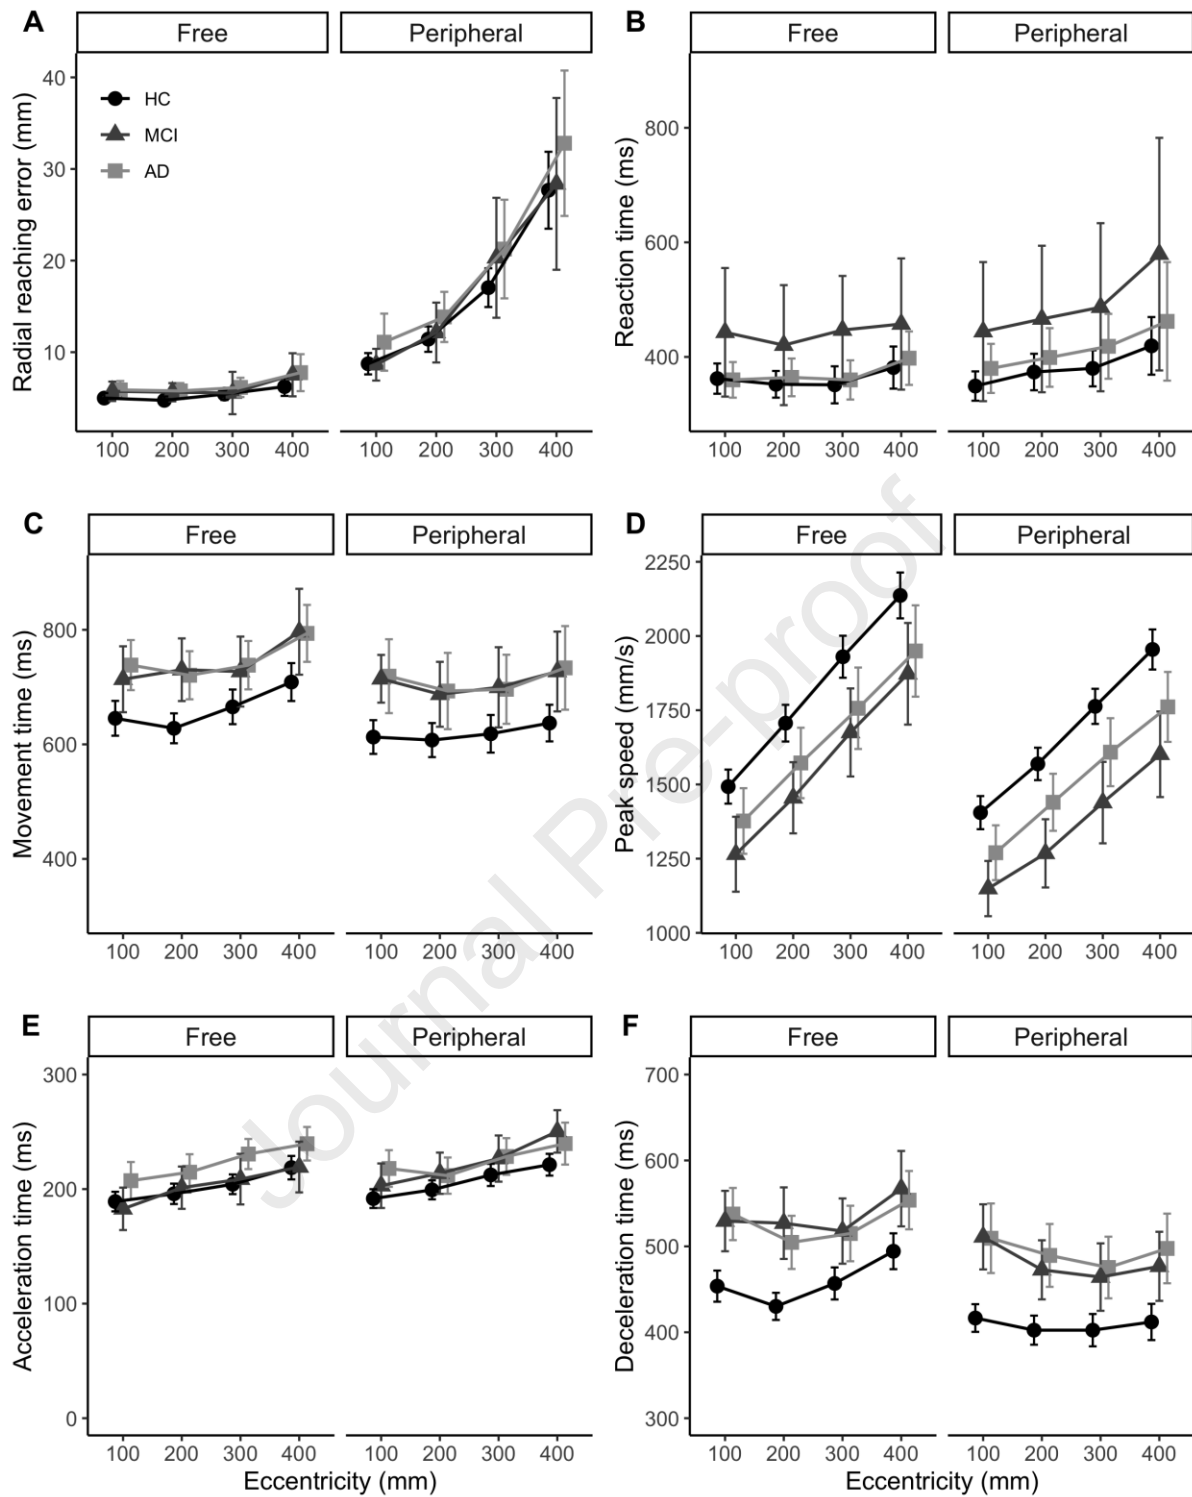 A
Free
Peripheral
Radial reaching error (mm)
40
30
20
10
HC
MCI
AD
100 200 300 400
100 200 300 400
B
Free
Peripheral
Reaction time (ms)
800
600
400
100 200 300 400
100 200 300 400
C
Free
Peripheral
Movement time (ms)
800
600
400
100 200 300 400
100 200 300 400
D
Free
Peripheral
Peak speed (mm/s)
2250
2000
1750
1500
1250
1000
100 200 300 400
100 200 300 400
E
Free
Peripheral
Acceleration time (ms)
300
200
100
0
100 200 300 400
100 200 300 400
Eccentricity (mm)
F
Free
Peripheral
Deceleration time (ms)
700
600
500
400
300
100 200 300 400
100 200 300 400
Eccentricity (mm)
Journal Pre-proof